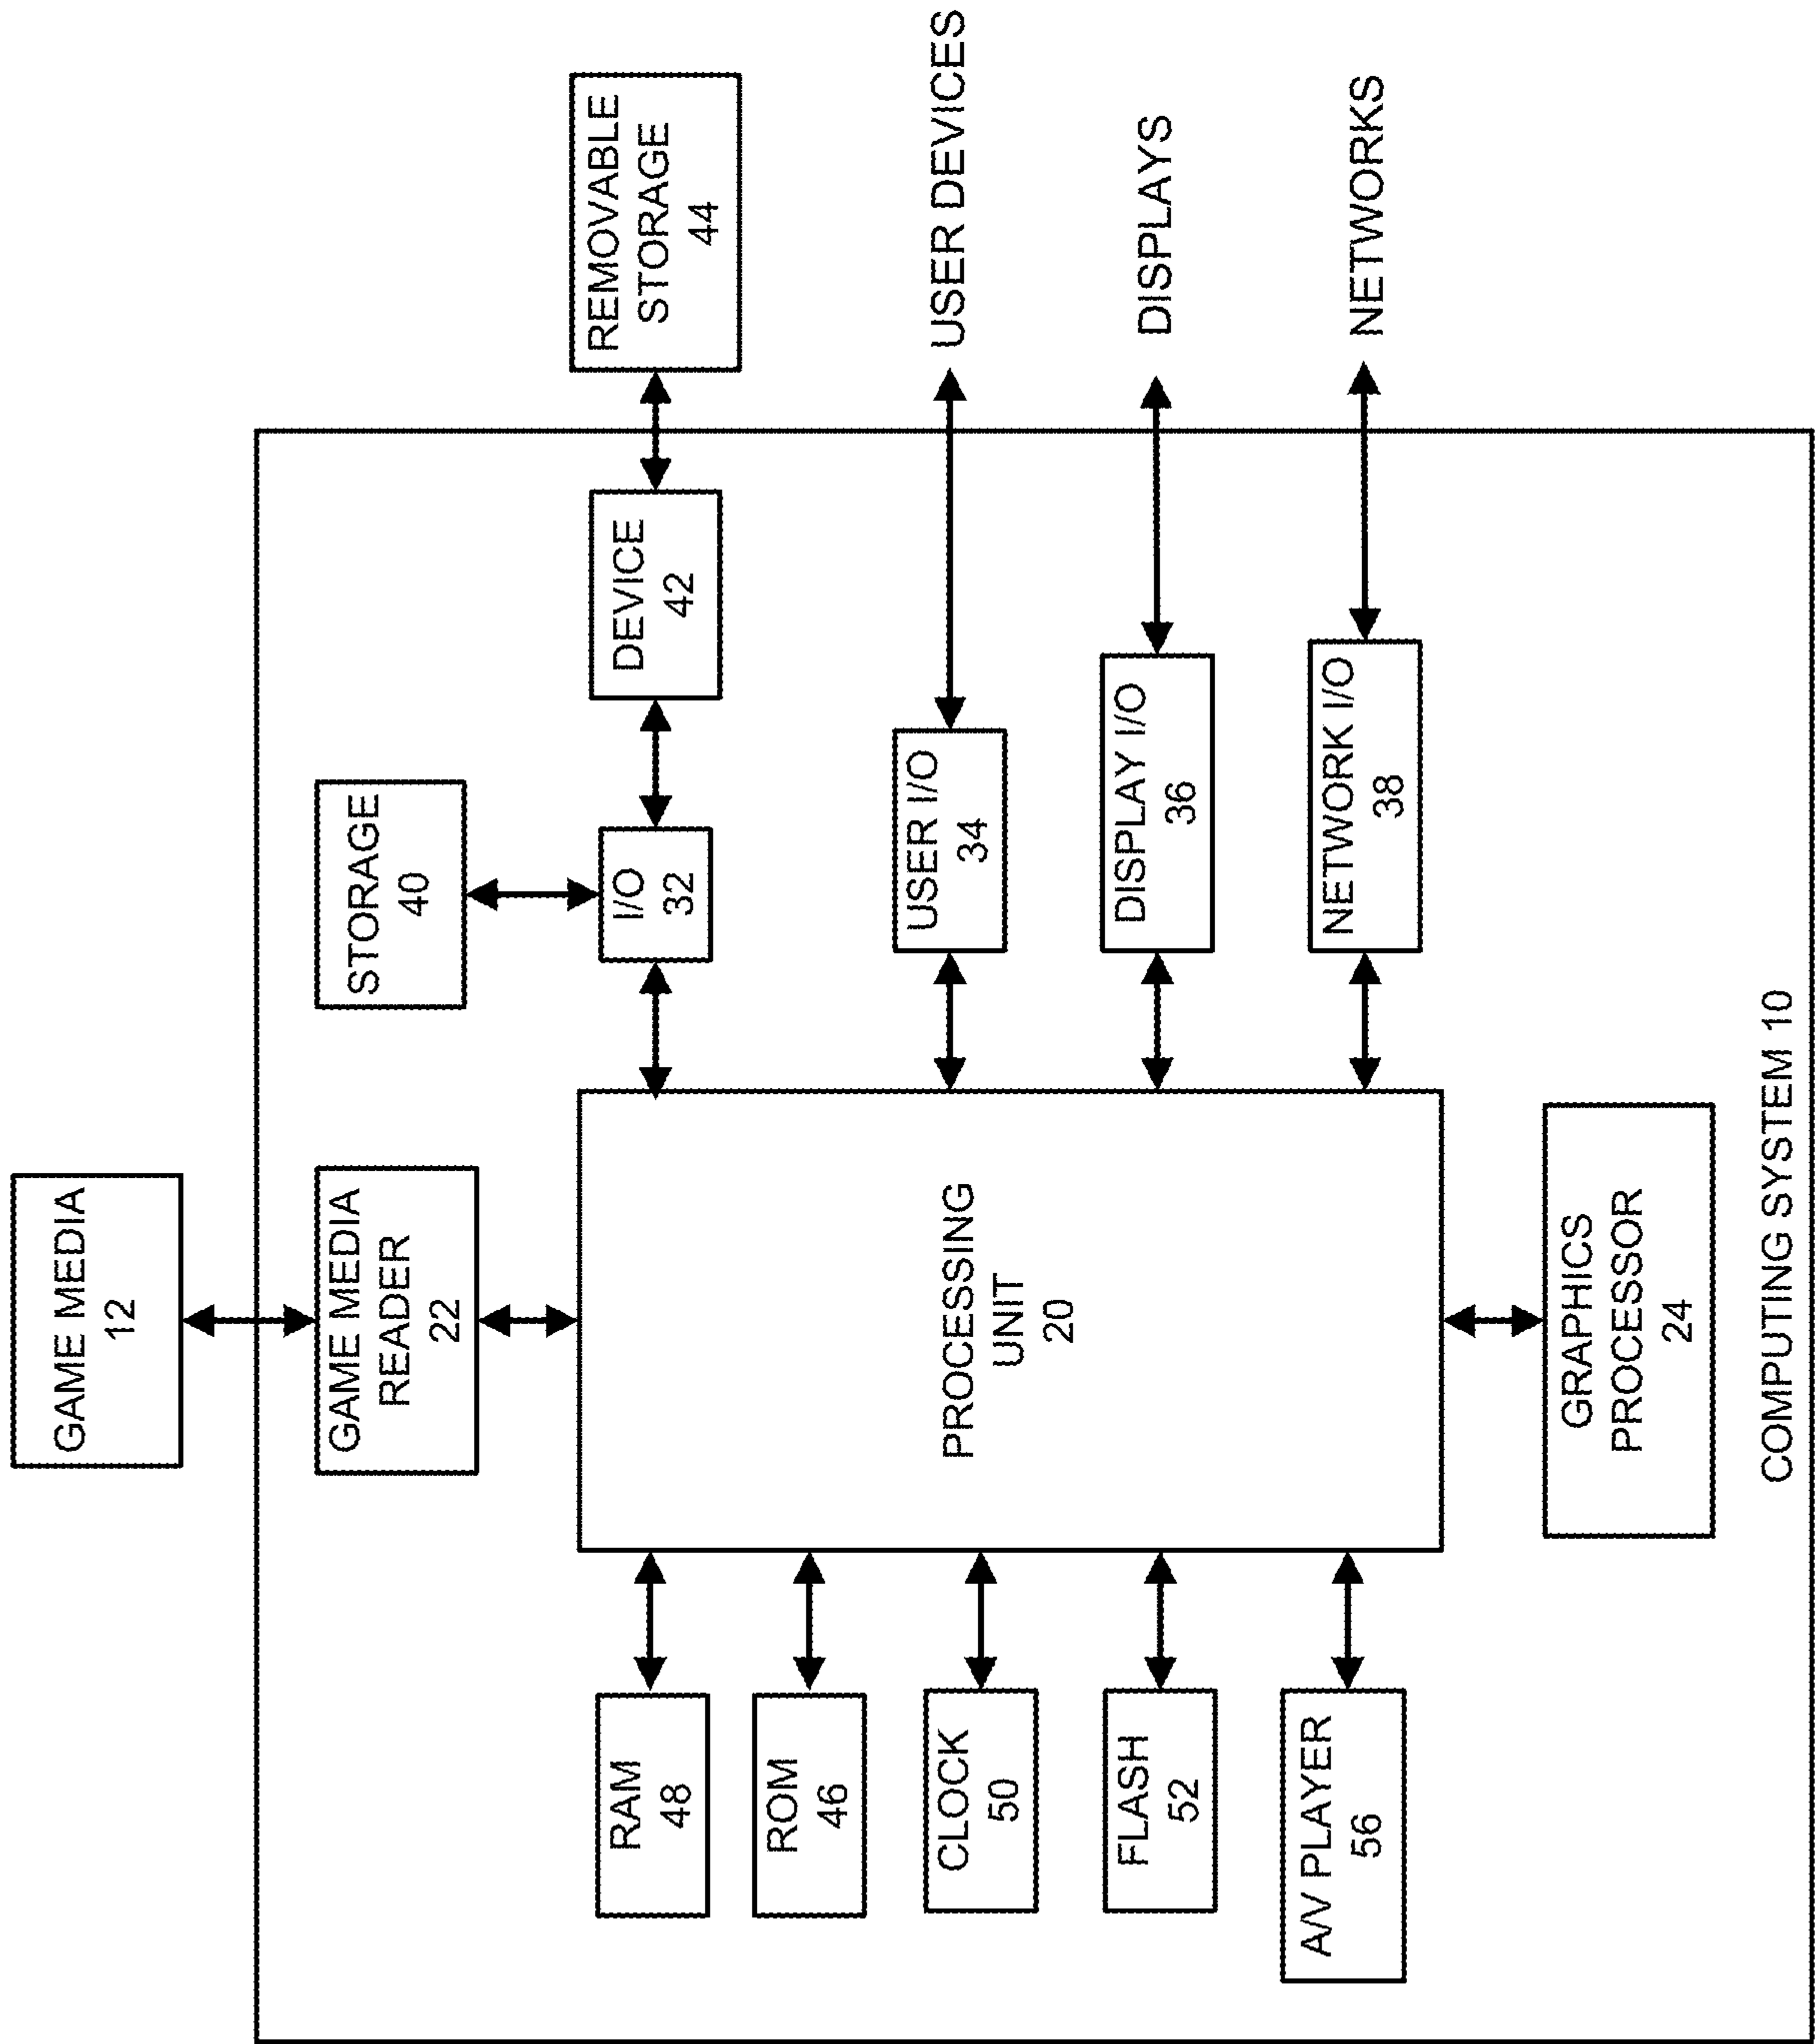 GAME MEDIA
12
GAME MEDIA
READER
22
STORAGE
40
I/O
32
DEVICE
42
REMOVABLE
STORAGE
44
RAM
48
ROM
46
CLOCK
50
FLASH
52
A/V PLAYER
56
PROCESSING
UNIT
20
USER I/O
34
USER DEVICES
DISPLAY I/O
36
DISPLAYS
NETWORK I/O
38
NETWORKS
GRAPHICS
PROCESSOR
24
COMPUTING SYSTEM 10